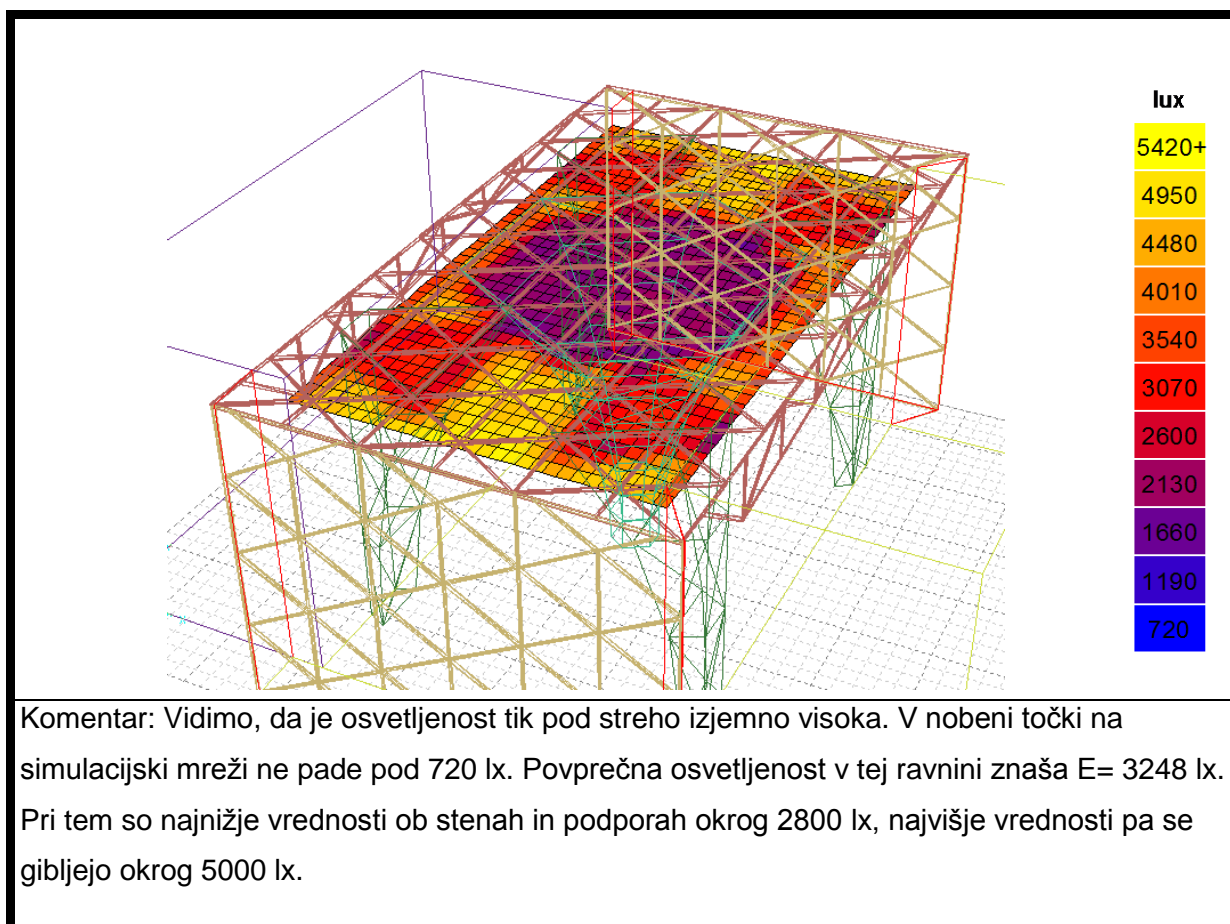 lux
5420+
4950
4480
4010
3540
3070
2600
2130
1660
1190
720
Komentar: Vidimo, da je osvetljenost tik pod streho izjemno visoka. V nobeni točki na
simulacijski mreži ne pade pod 720 lx. Povprečna osvetljenost v tej ravnini znaša E= 3248 lx.
Pri tem so najnižje vrednosti ob stenah in podporah okrog 2800 lx, najvišje vrednosti pa se
gibljejo okrog 5000 lx.